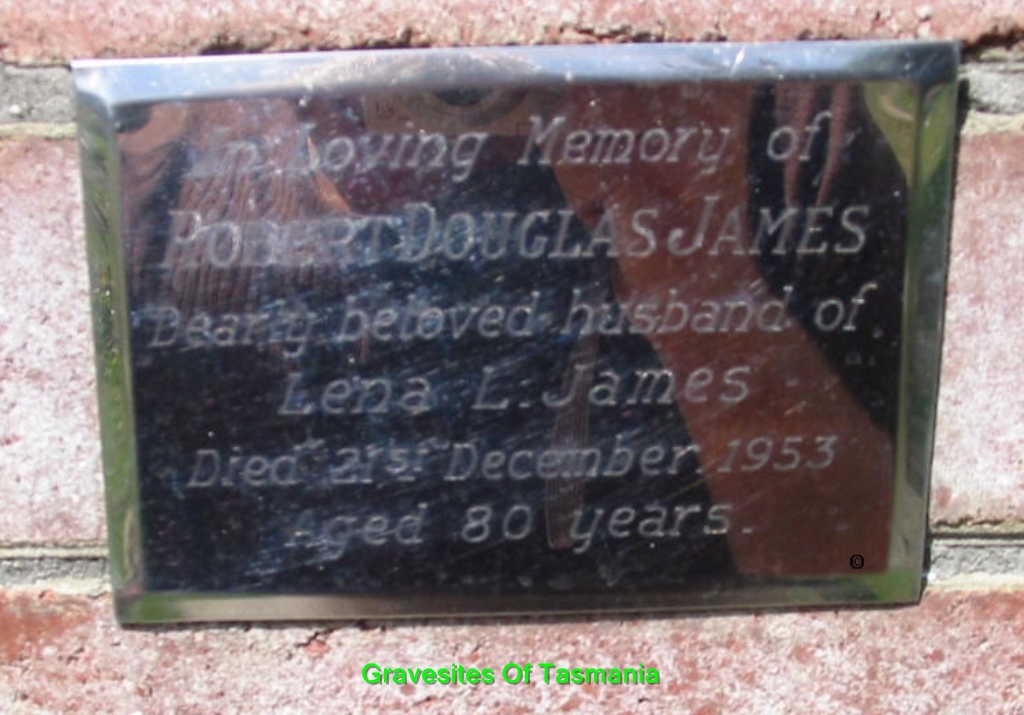 In Loving Memory of
ROBERT DOUGLAS JAMES
Dearly beloved husband of
Lena L. James
Died 21st December 1953
Aged 80 years.
©
Gravesites Of Tasmania